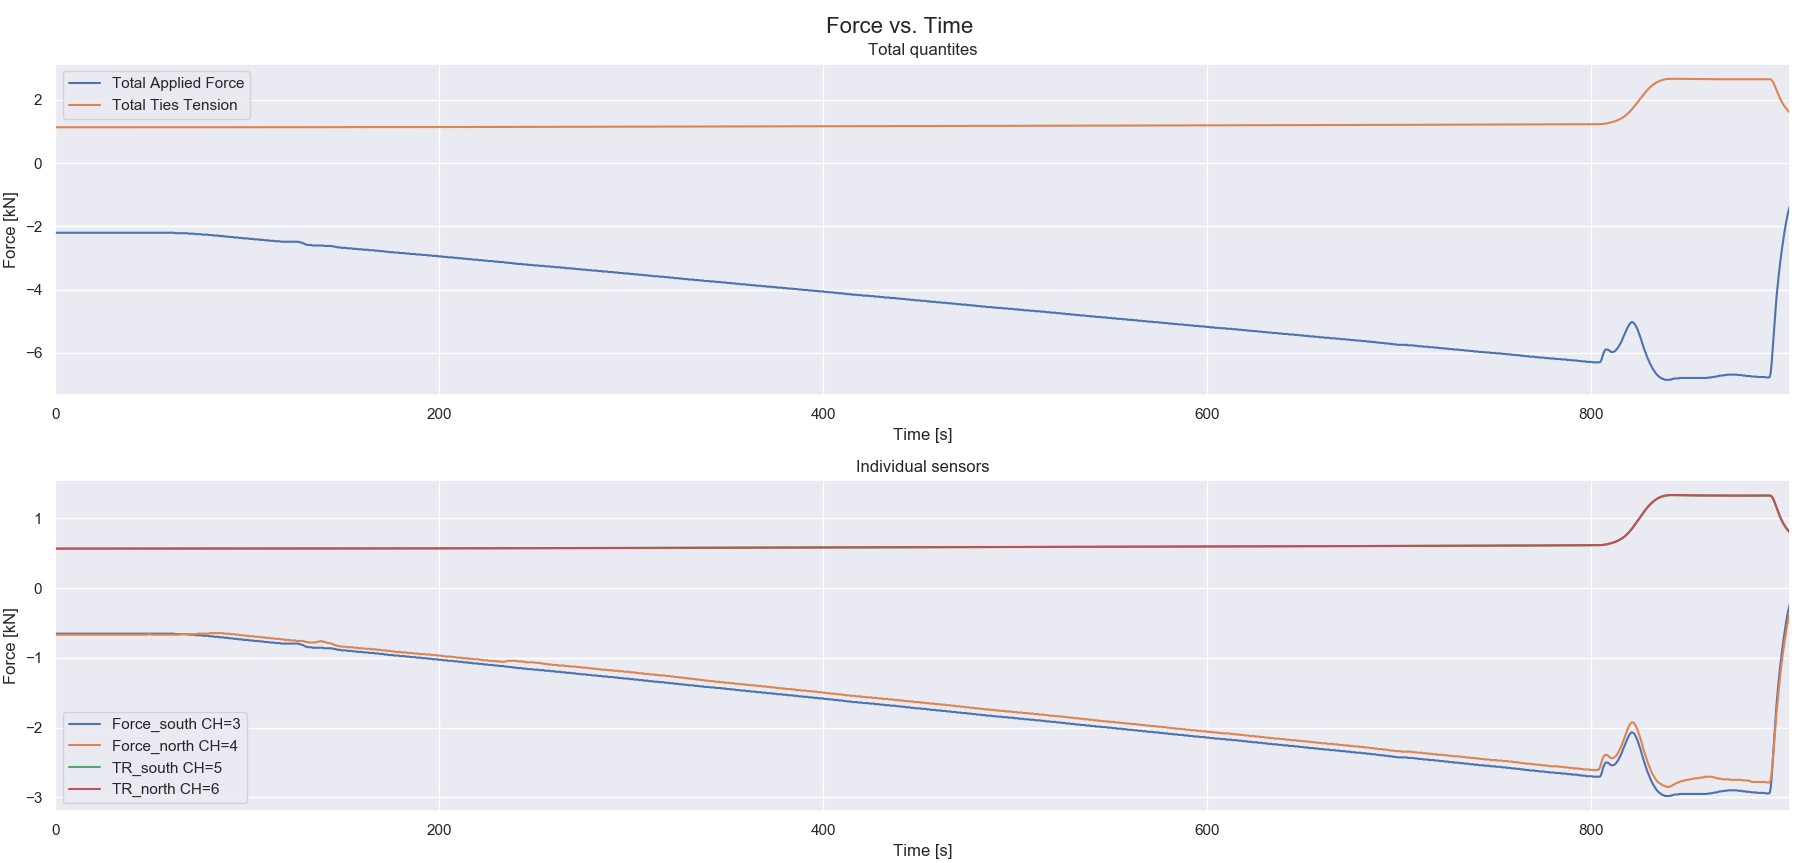 Force vs. Time
Total quantites
Total Applied Force
Total Ties Tension
Force [kN]
2
0
−2
−4
−6
0 200 400 600 800
Time [s]
Individual sensors
Force [kN]
1
0
−1
−2
−3
Force_south CH=3
Force_north CH=4
TR_south CH=5
TR_north CH=6
0 200 400 600 800
Time [s]